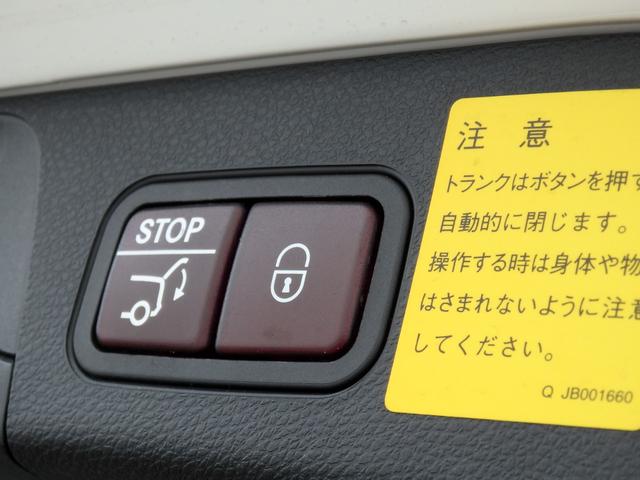 STOP
注意
トランクはボタンを押す
自動的に閉じます。
操作する時は身体や物
はさまれないように注意
してください。
Q JB001660